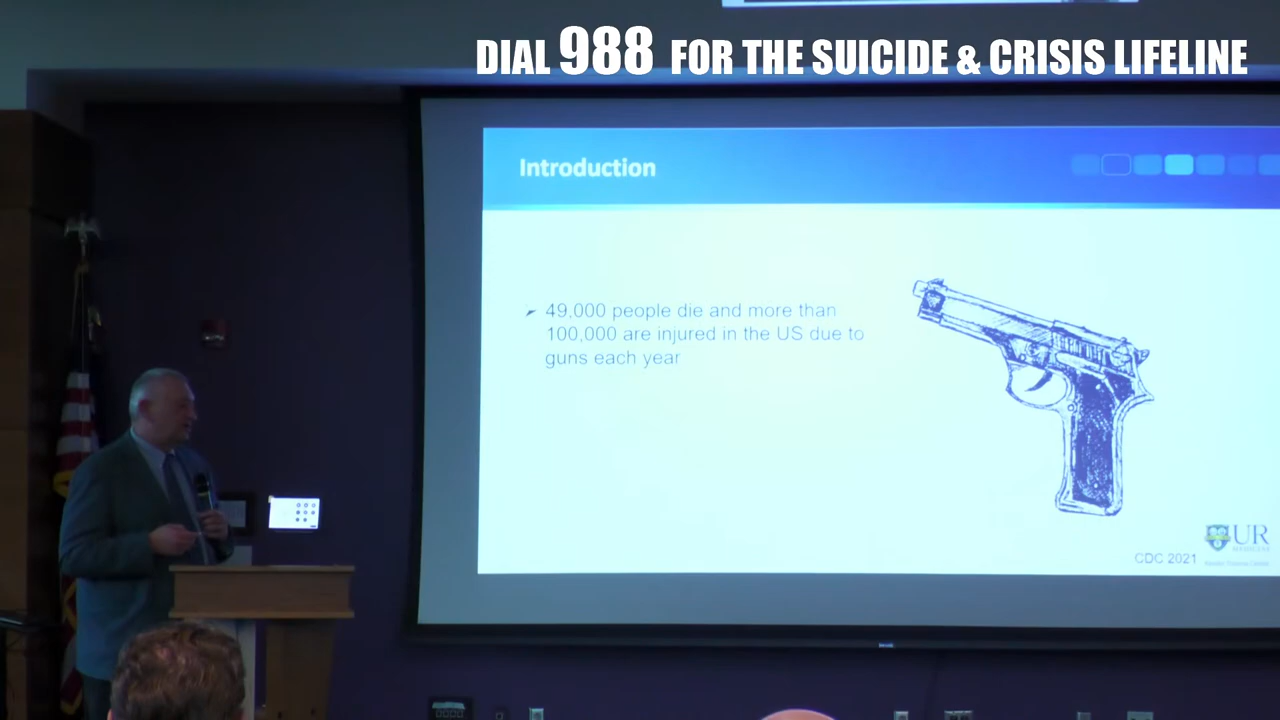 DIAL 988 FOR THE SUICIDE & CRISIS LIFELINE
Introduction
49,000 people die and more than
100,000 are injured in the US due to
guns each year
UR
MEDICINE
CDC 2021